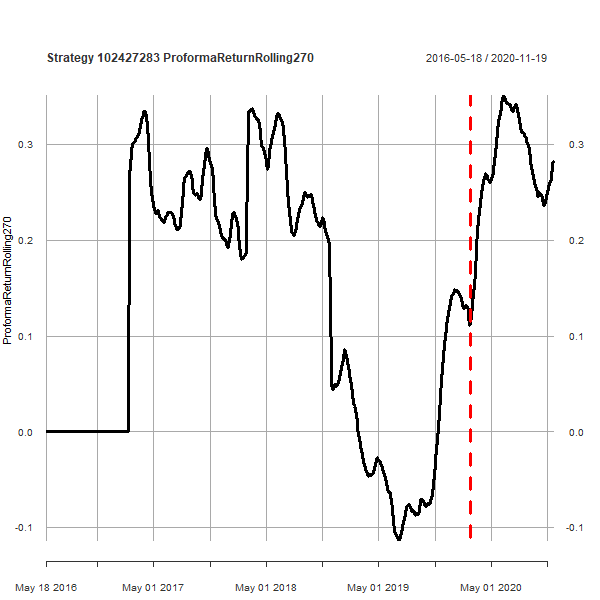 Strategy 102427283 ProformaReturnRolling270
2016-05-18 / 2020-11-19
ProformaReturnRolling270
0.3
0.3
0.2
0.2
0.1
0.1
0.0
0.0
-0.1
-0.1
May 18 2016
May 01 2017
May 01 2018
May 01 2019
May 01 2020